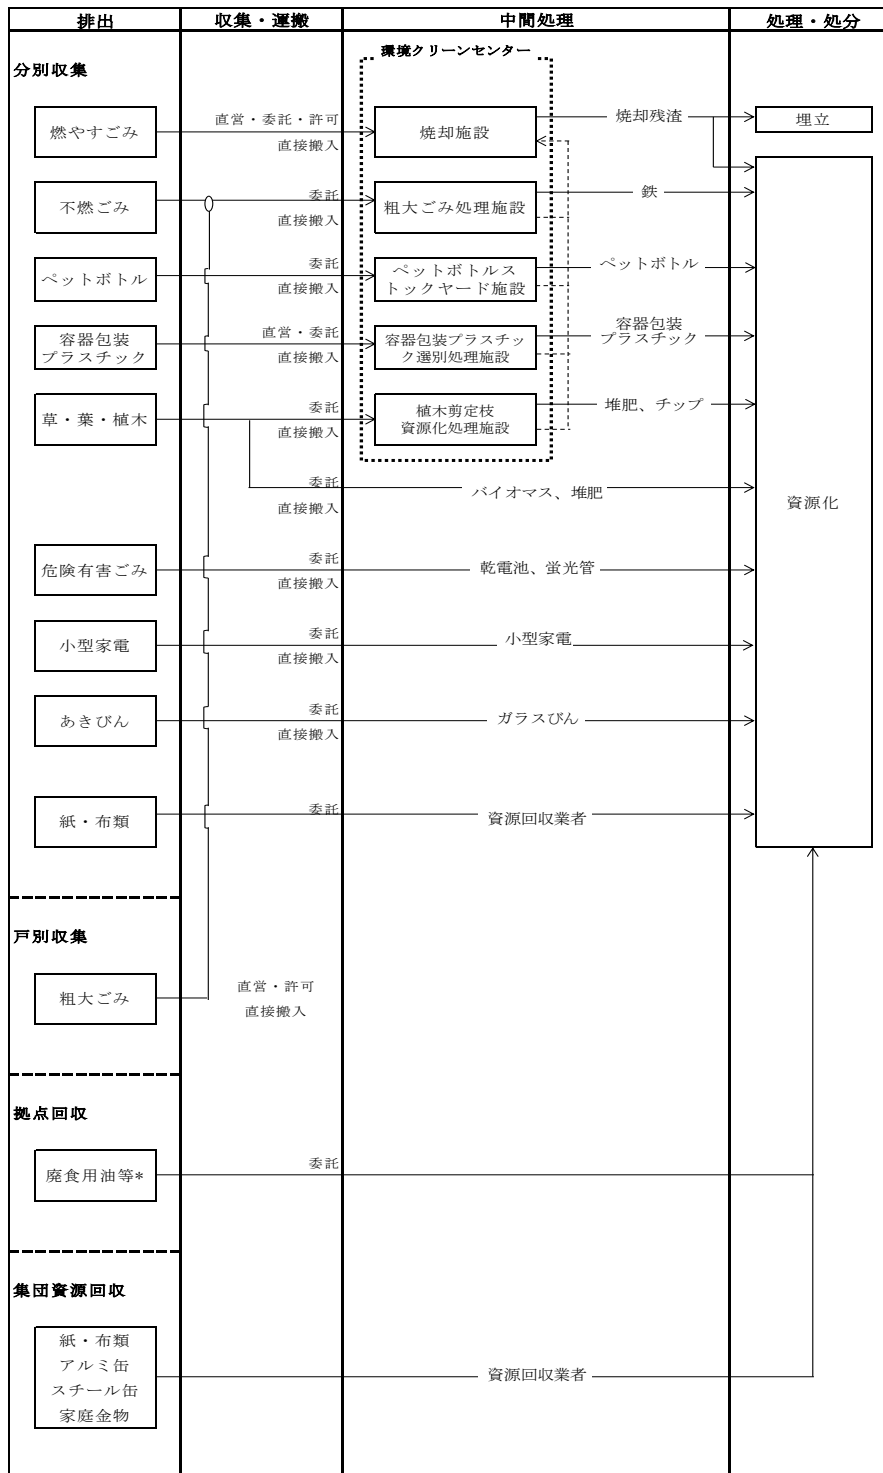 排出
収集・運搬
中間処理
処理・処分
環境クリーンセンター
分別収集
燃やすごみ
直営・委託・許可
直接搬入
焼却施設
焼却残渣
埋立
不燃ごみ
委託
直接搬入
粗大ごみ処理施設
鉄
ペットボトル
委託
直接搬入
ペットボトルス
トックヤード施設
ペットボトル
容器包装
プラスチック
直営・委託
直接搬入
容器包装プラスチッ
ク選別処理施設
容器包装
プラスチック
草・葉・植木
委託
直接搬入
植木剪定枝
資源化処理施設
堆肥、チップ
委託
直接搬入
バイオマス、堆肥
資源化
危険有害ごみ
委託
直接搬入
乾電池、蛍光管
小型家電
委託
直接搬入
小型家電
あきびん
委託
直接搬入
ガラスびん
紙・布類
委託
資源回収業者
戸別収集
粗大ごみ
直営・許可
直接搬入
拠点回収
廃食用油等*
委託
集団資源回収
紙・布類
アルミ缶
スチール缶
家庭金物
資源回収業者